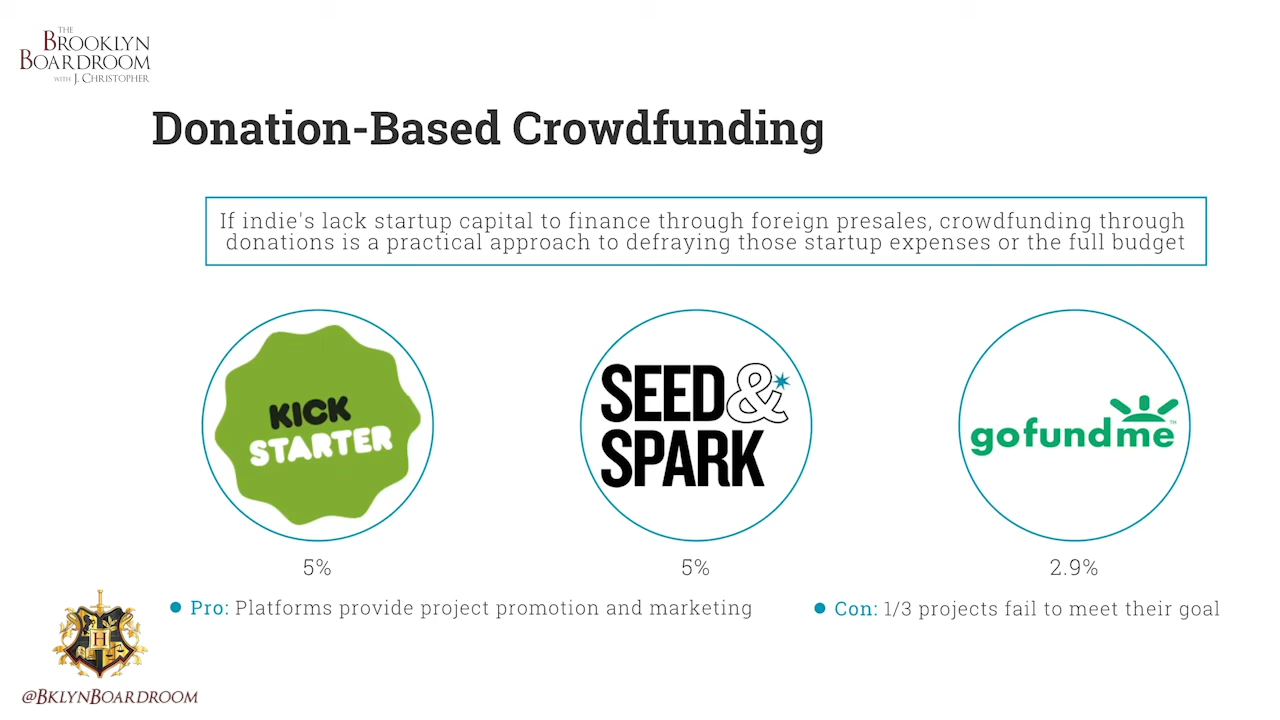 THE
BROOKLYN
BOARDROOM
WITH J. CHRISTOPHER
Donation-Based Crowdfunding
If indie's lack startup capital to finance through foreign presales, crowdfunding through
donations is a practical approach to defraying those startup expenses or the full budget
KICK
STARTER
SEED&
SPARK
gofundme™
5%
5%
2.9%
Pro: Platforms provide project promotion and marketing
Con: 1/3 projects fail to meet their goal
H
@BKLYNBOARDROOM